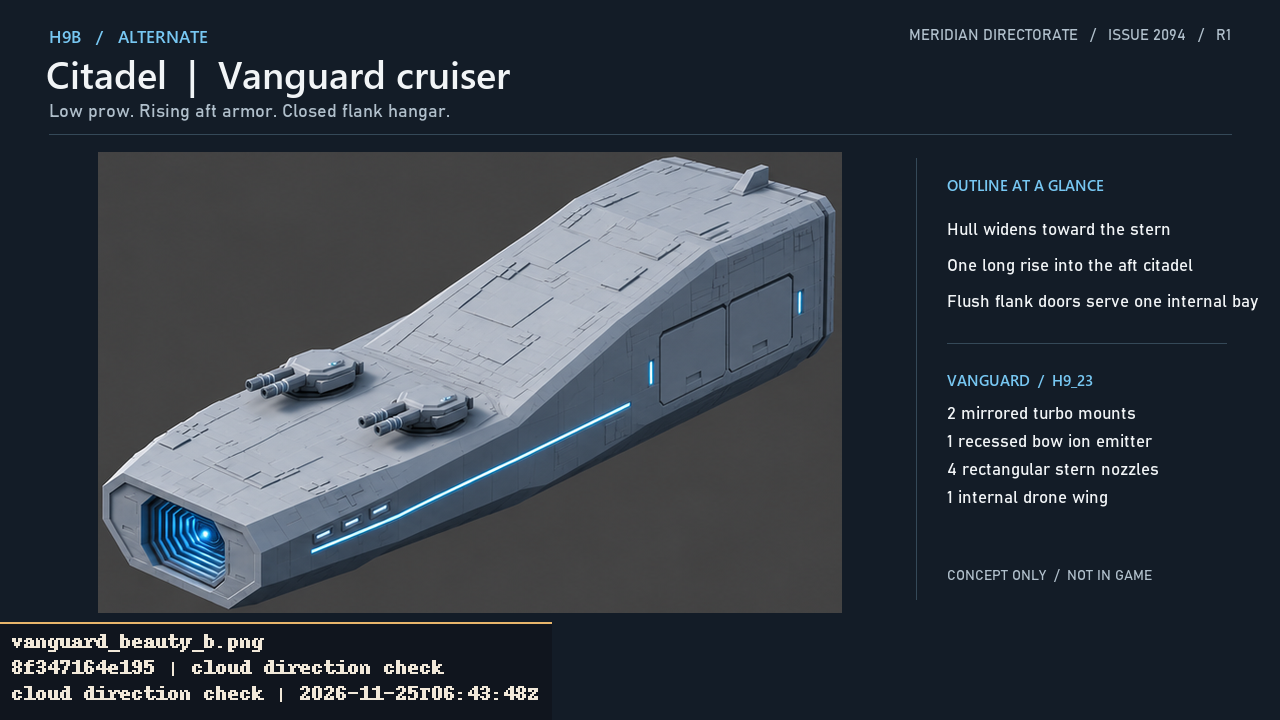 H9B / ALTERNATE
MERIDIAN DIRECTORATE / ISSUE 2094 / R1
Citadel | Vanguard cruiser
Low prow. Rising aft armor. Closed flank hangar.
OUTLINE AT A GLANCE
Hull widens toward the stern
One long rise into the aft citadel
Flush flank doors serve one internal bay
VANGUARD / H9_23
2 mirrored turbo mounts
1 recessed bow ion emitter
4 rectangular stern nozzles
1 internal drone wing
CONCEPT ONLY / NOT IN GAME
vanguard_beauty_b.png
8f347164e195 | cloud direction check
cloud direction check | 2026-11-25T06:43:48Z